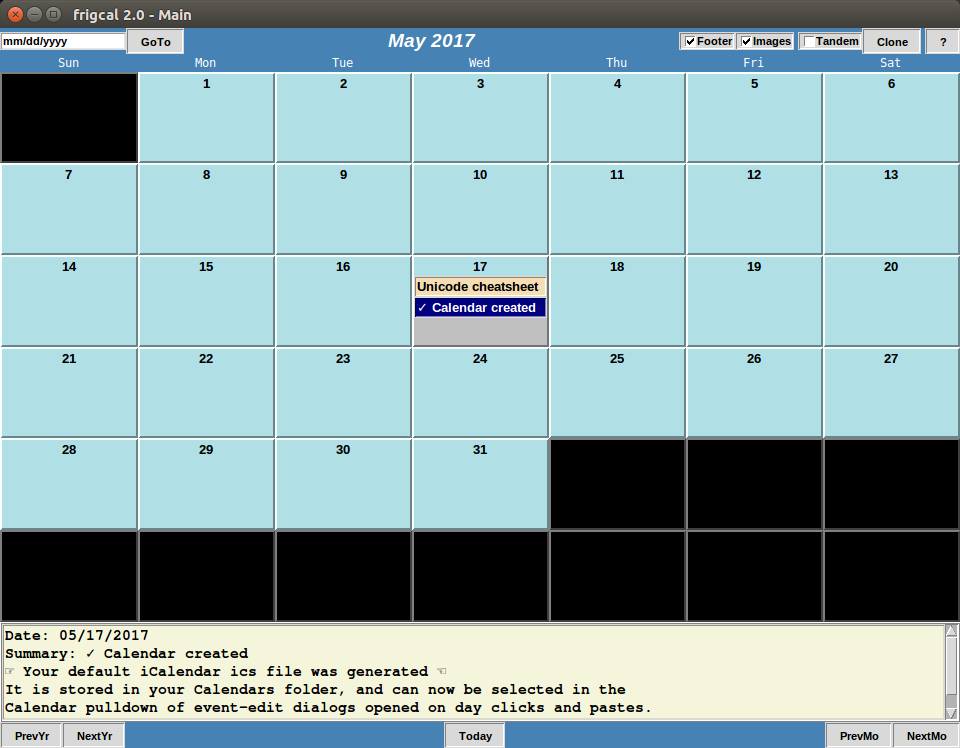 frigcal 2.0 - Main
mm/dd/yyyy GoTo May 2017 Footer Images Tandem Clone ?
Sun Mon Tue Wed Thu Fri Sat
1 2 3 4 5 6
7 8 9 10 11 12 13
14 15 16 17 18 19 20
Unicode cheatsheet
✓ Calendar created
21 22 23 24 25 26 27
28 29 30 31
Date: 05/17/2017
Summary: ✓ Calendar created
☞ Your default iCalendar ics file was generated ☜
It is stored in your Calendars folder, and can now be selected in the
Calendar pulldown of event-edit dialogs opened on day clicks and pastes.
PrevYr NextYr Today PrevMo NextMo